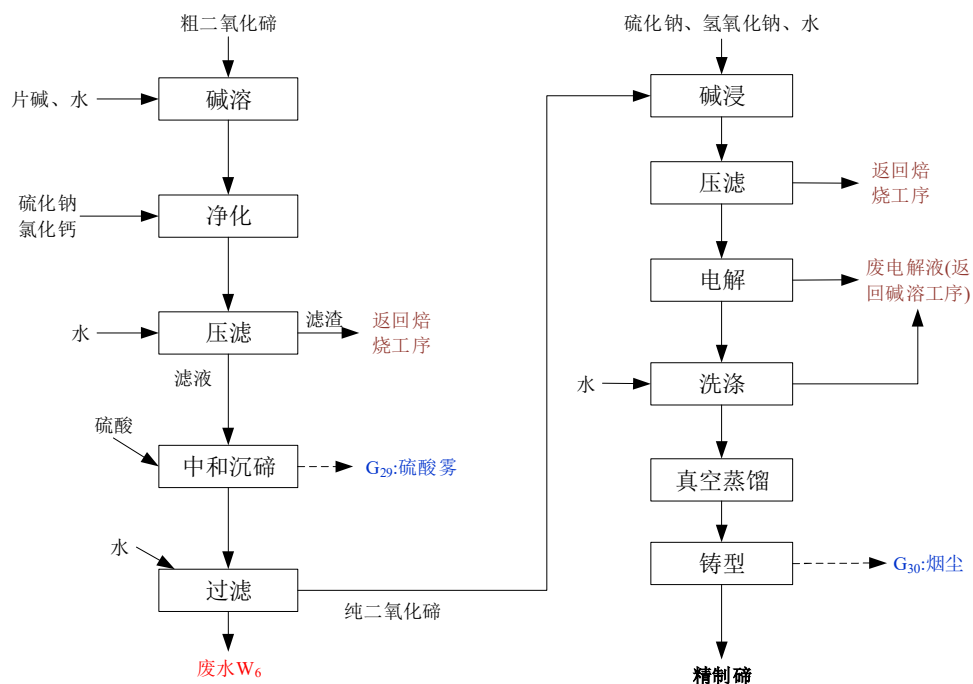 粗二氧化碲
片碱、水
碱溶
硫化钠
氯化钙
净化
水
压滤
滤渣
返回焙
烧工序
滤液
硫酸
中和沉碲
G29:硫酸雾
水
过滤
纯二氧化碲
废水W6
硫化钠、氢氧化钠、水
碱浸
压滤
返回焙
烧工序
电解
废电解液(返
回碱溶工序)
水
洗涤
真空蒸馏
铸型
G30:烟尘
精制碲